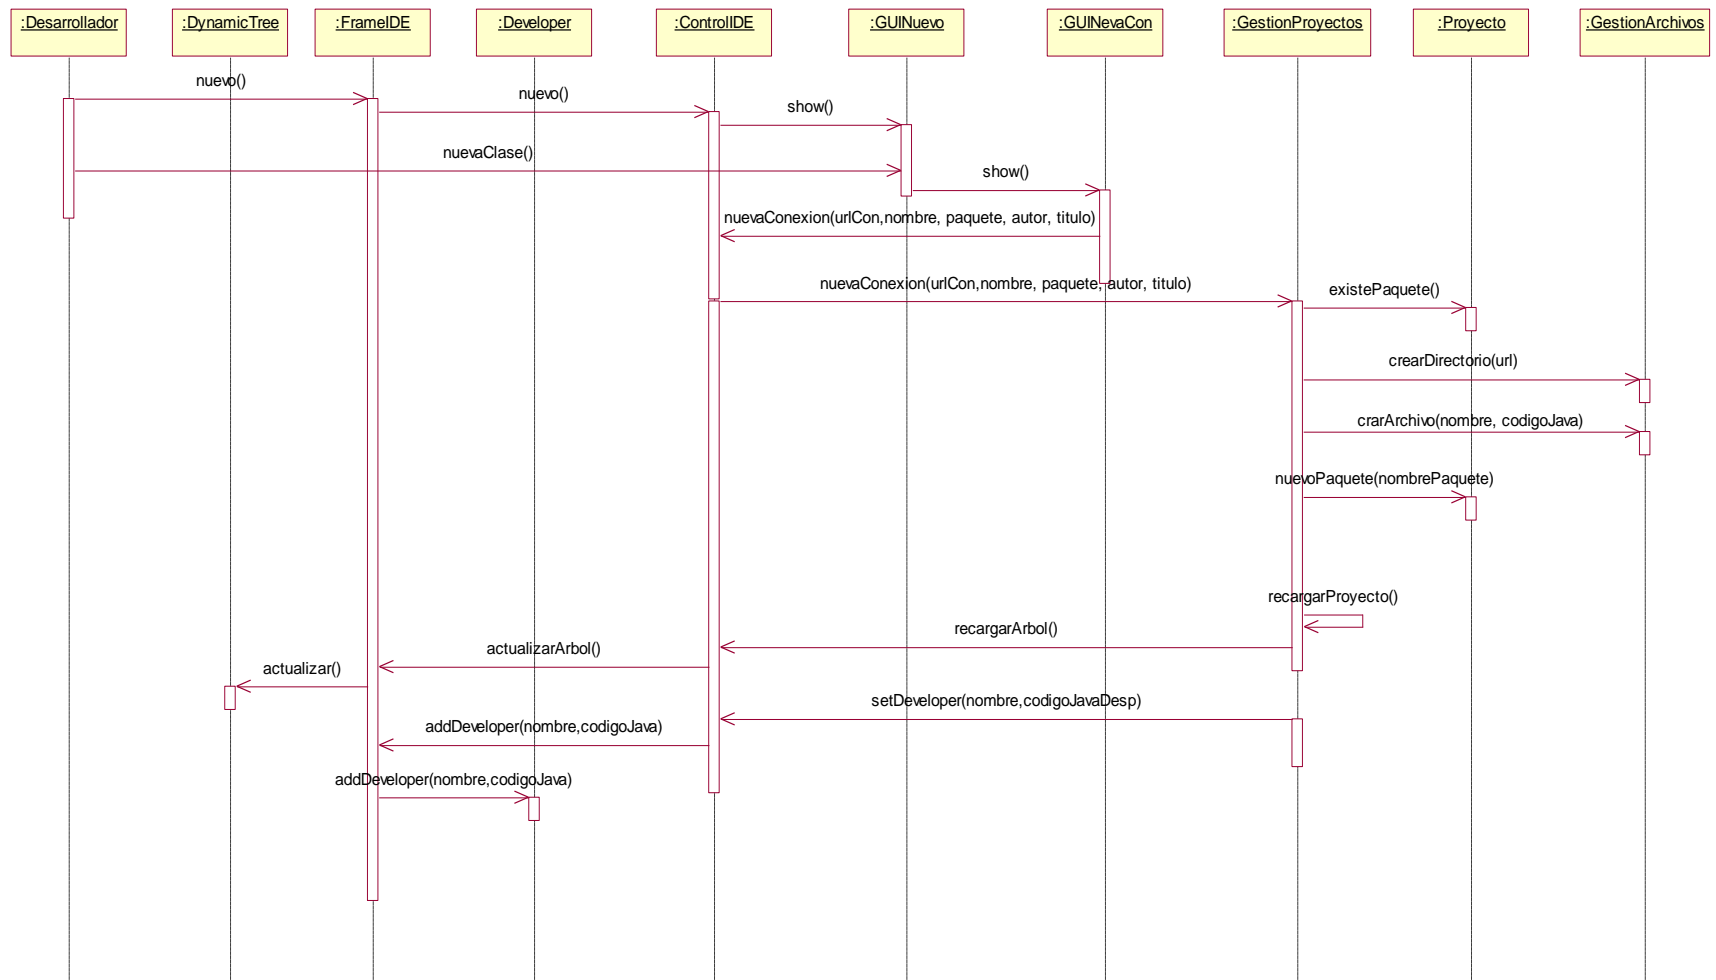 :Desarrollador
:DynamicTree
:FrameIDE
:Developer
:ControlIDE
:GUINuevo
:GUINevaCon
:GestionProyectos
:Proyecto
:GestionArchivos
nuevo()
nuevo()
show()
nuevaClase()
show()
nuevaConexion(urlCon,nombre, paquete, autor, titulo)
nuevaConexion(urlCon,nombre, paquete, autor, titulo)
existePaquete()
crearDirectorio(url)
crarArchivo(nombre, codigoJava)
nuevoPaquete(nombrePaquete)
recargarProyecto()
recargarArbol()
actualizarArbol()
actualizar()
setDeveloper(nombre,codigoJavaDesp)
addDeveloper(nombre,codigoJava)
addDeveloper(nombre,codigoJava)